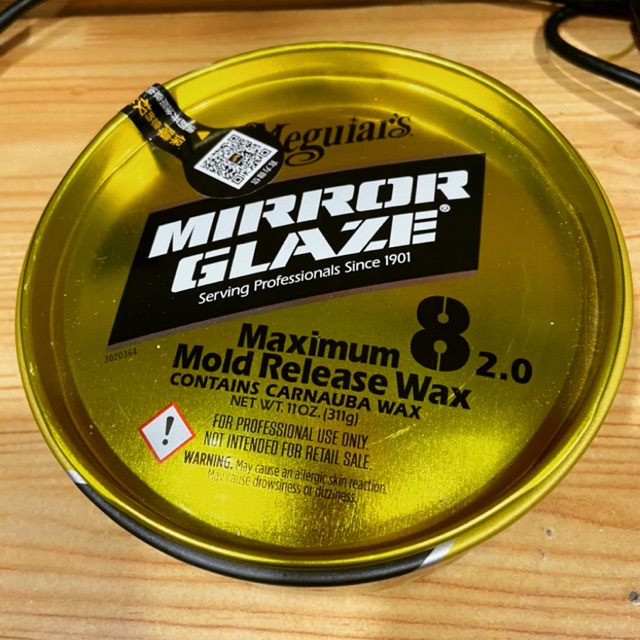 Meguiar's
MIRROR
GLAZE®
Serving Professionals Since 1901
3020364
Maximum 8 2.0
Mold Release Wax
CONTAINS CARNAUBA WAX
NET WT. 11OZ. (311g)
FOR PROFESSIONAL USE ONLY.
NOT INTENDED FOR RETAIL SALE.
WARNING. May cause an allergic skin reaction.
May cause drowsiness or dizziness.